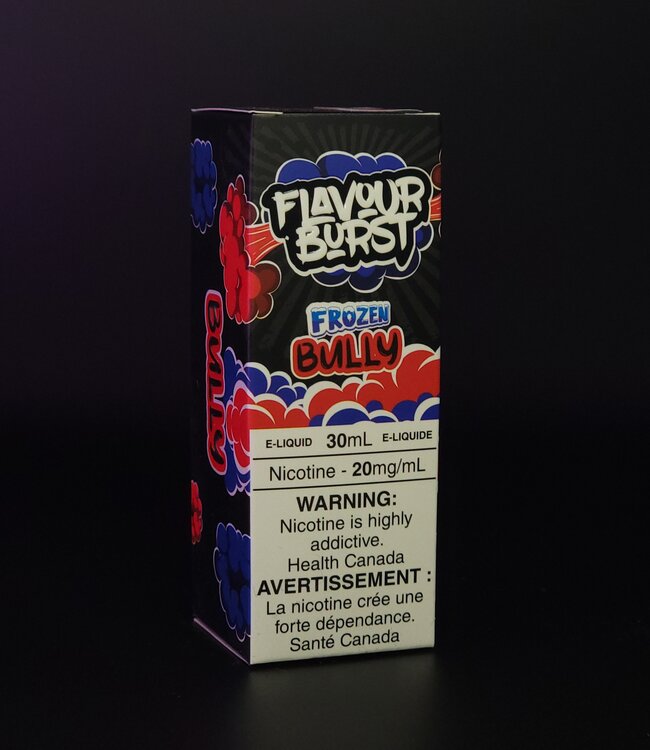 FLAVOUR
BURST
FROZEN
BULLY
BULLY
E-LIQUID 30mL E-LIQUIDE
Nicotine - 20mg/mL
WARNING:
Nicotine is highly
addictive.
Health Canada
AVERTISSEMENT :
La nicotine crée une
forte dépendance.
Santé Canada